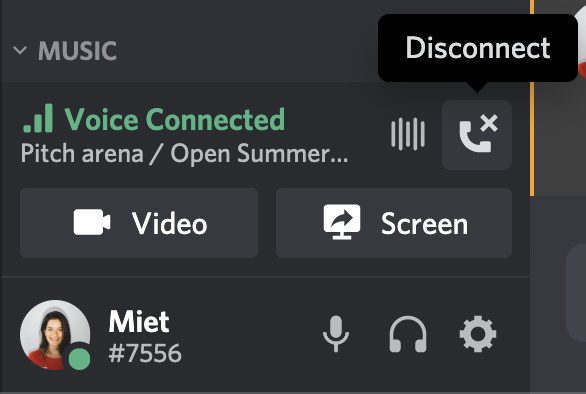 Disconnect
MUSIC
Voice Connected
Pitch arena / Open Summer...
Video
Screen
Miet
#7556